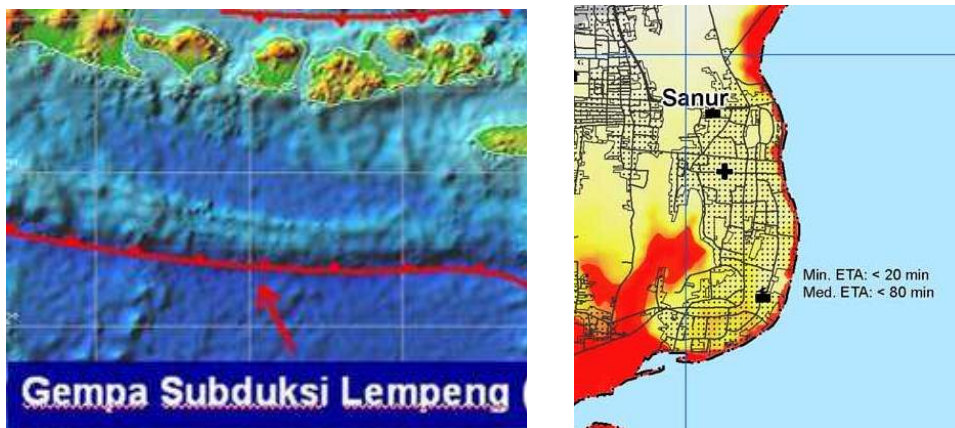 Gempa Subduksi Lempeng (
Sanur
Min. ETA: < 20 min
Med. ETA: < 80 min